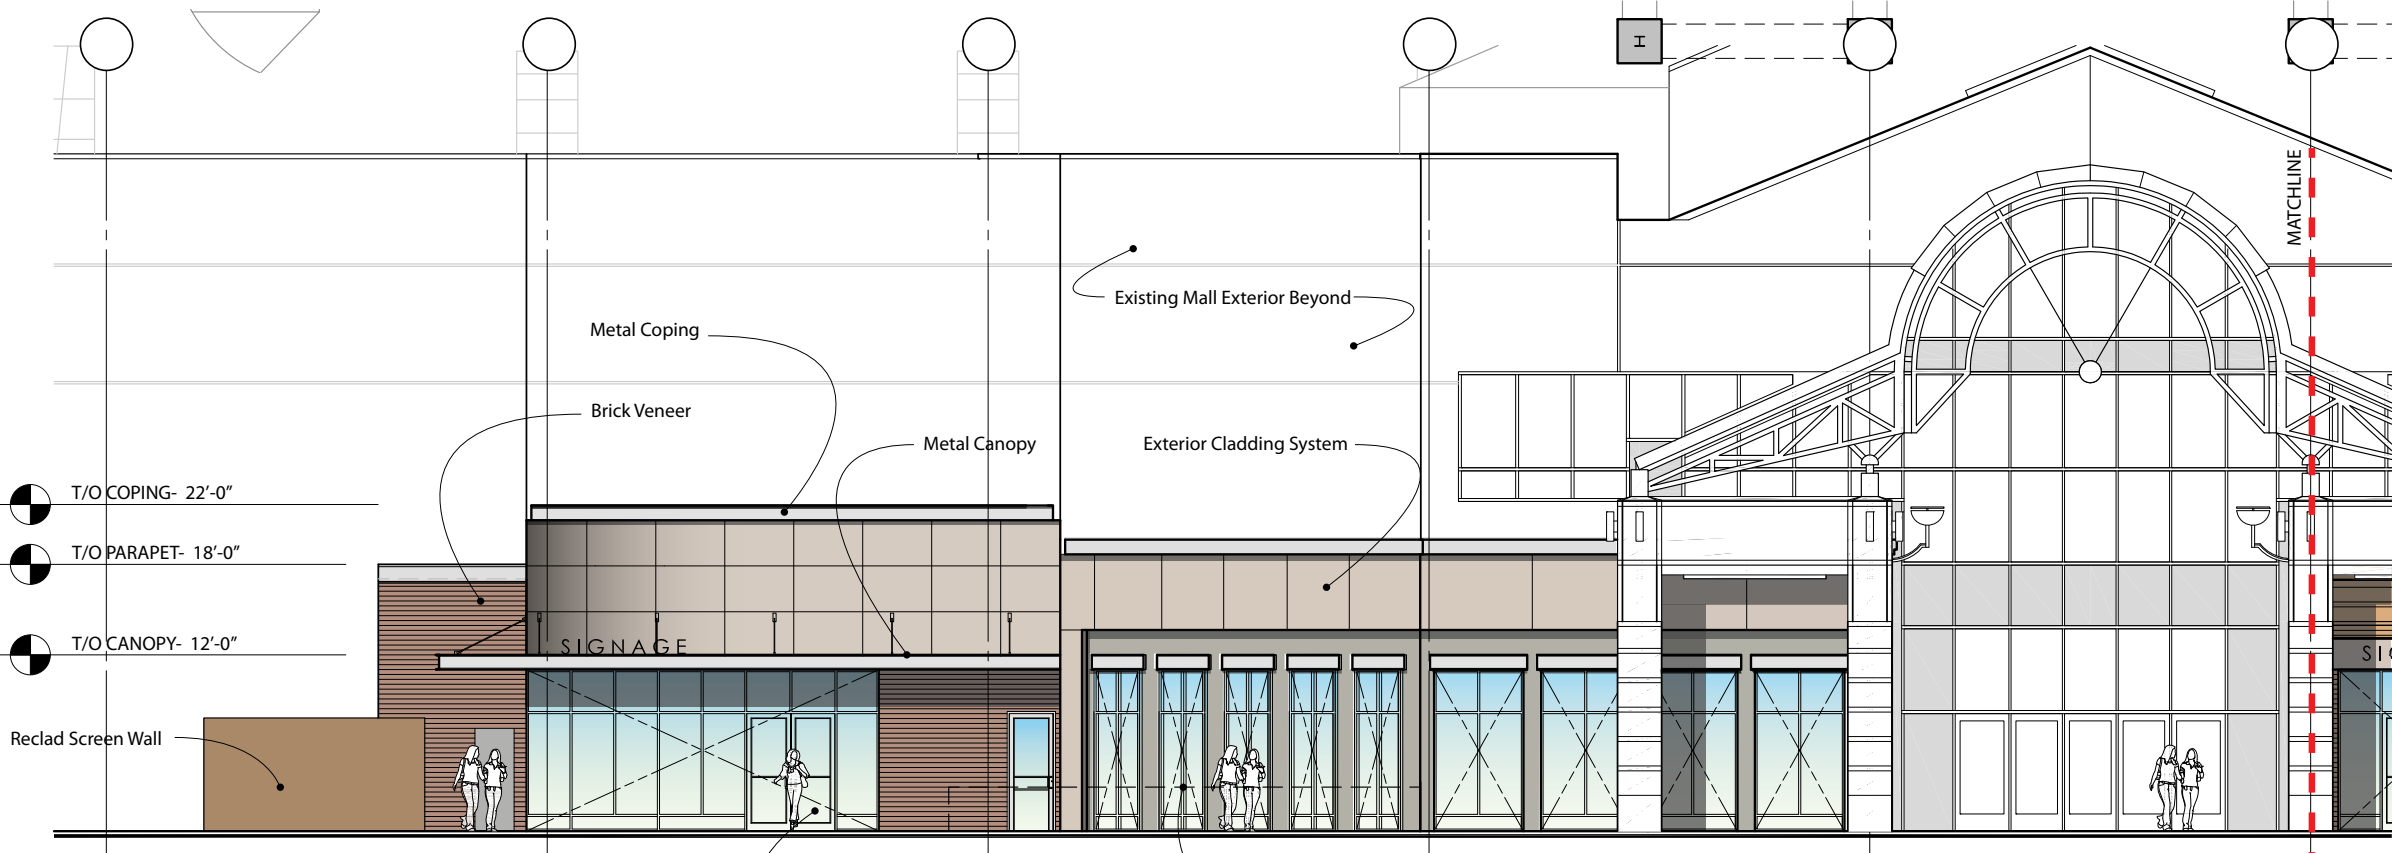 H
MATCHLINE
Existing Mall Exterior Beyond
Metal Coping
Brick Veneer
Metal Canopy
Exterior Cladding System
T/O COPING- 22'-0"
T/O PARAPET- 18'-0"
T/O CANOPY- 12'-0"
SIGNAGE
SI
Reclad Screen Wall